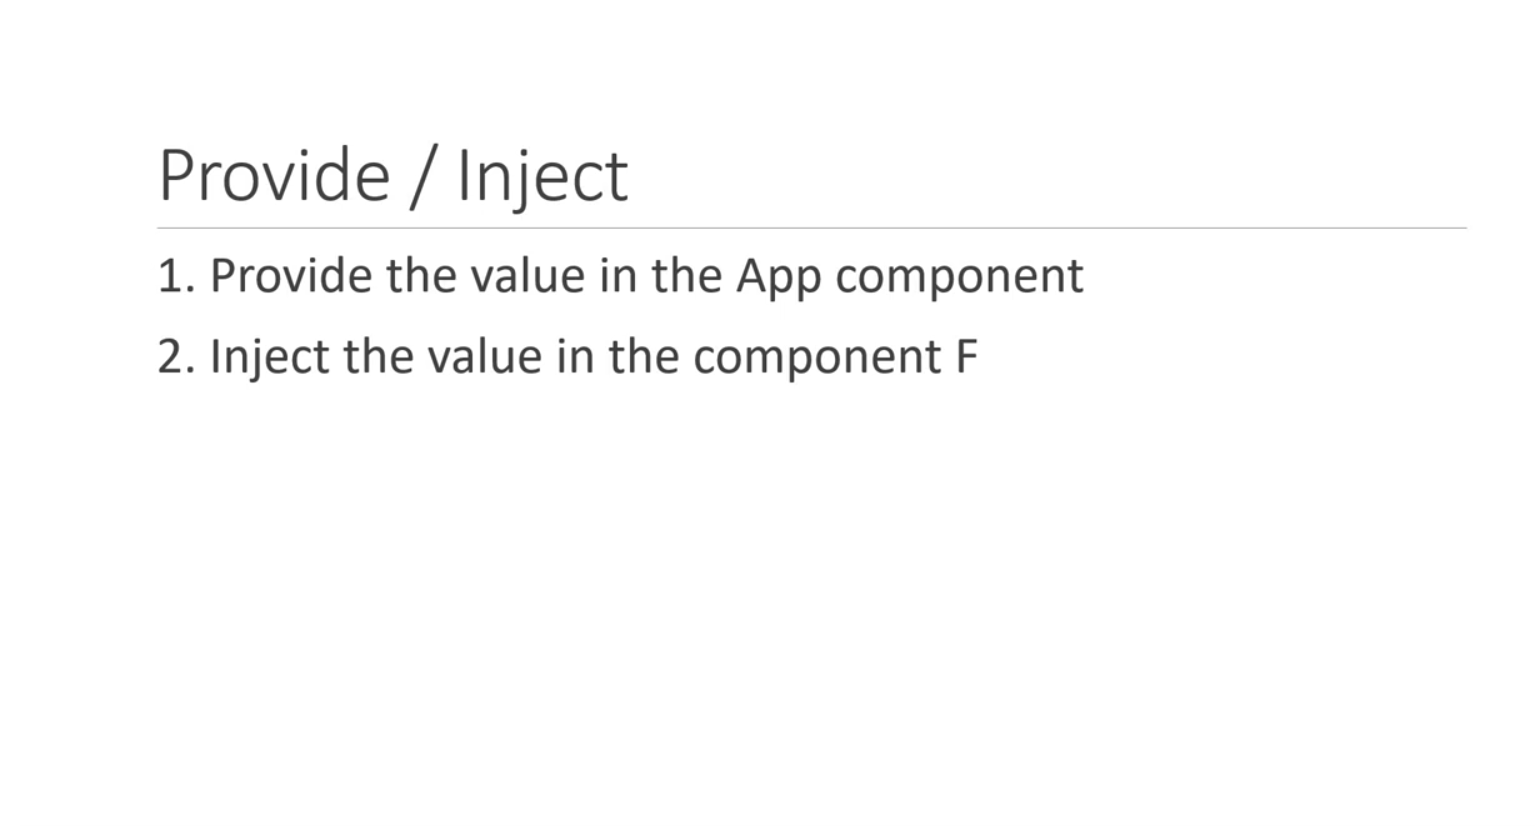 Provide / Inject
1. Provide the value in the App component
2. Inject the value in the component F